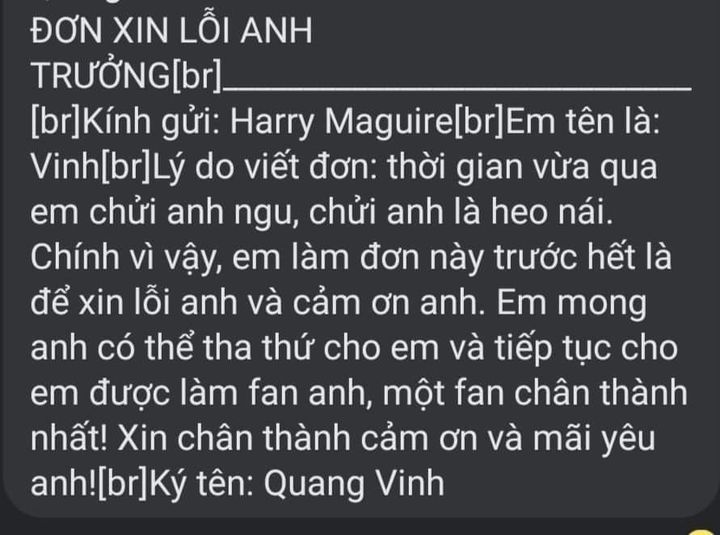 ĐƠN XIN LỖI ANH
TRƯỞNG[br]__________________________
[br]Kính gửi: Harry Maguire[br]Em tên là:
Vinh[br]Lý do viết đơn: thời gian vừa qua
em chửi anh ngu, chửi anh là heo nái.
Chính vì vậy, em làm đơn này trước hết là
để xin lỗi anh và cảm ơn anh. Em mong
anh có thể tha thứ cho em và tiếp tục cho
em được làm fan anh, một fan chân thành
nhất! Xin chân thành cảm ơn và mãi yêu
anh![br]Ký tên: Quang Vinh